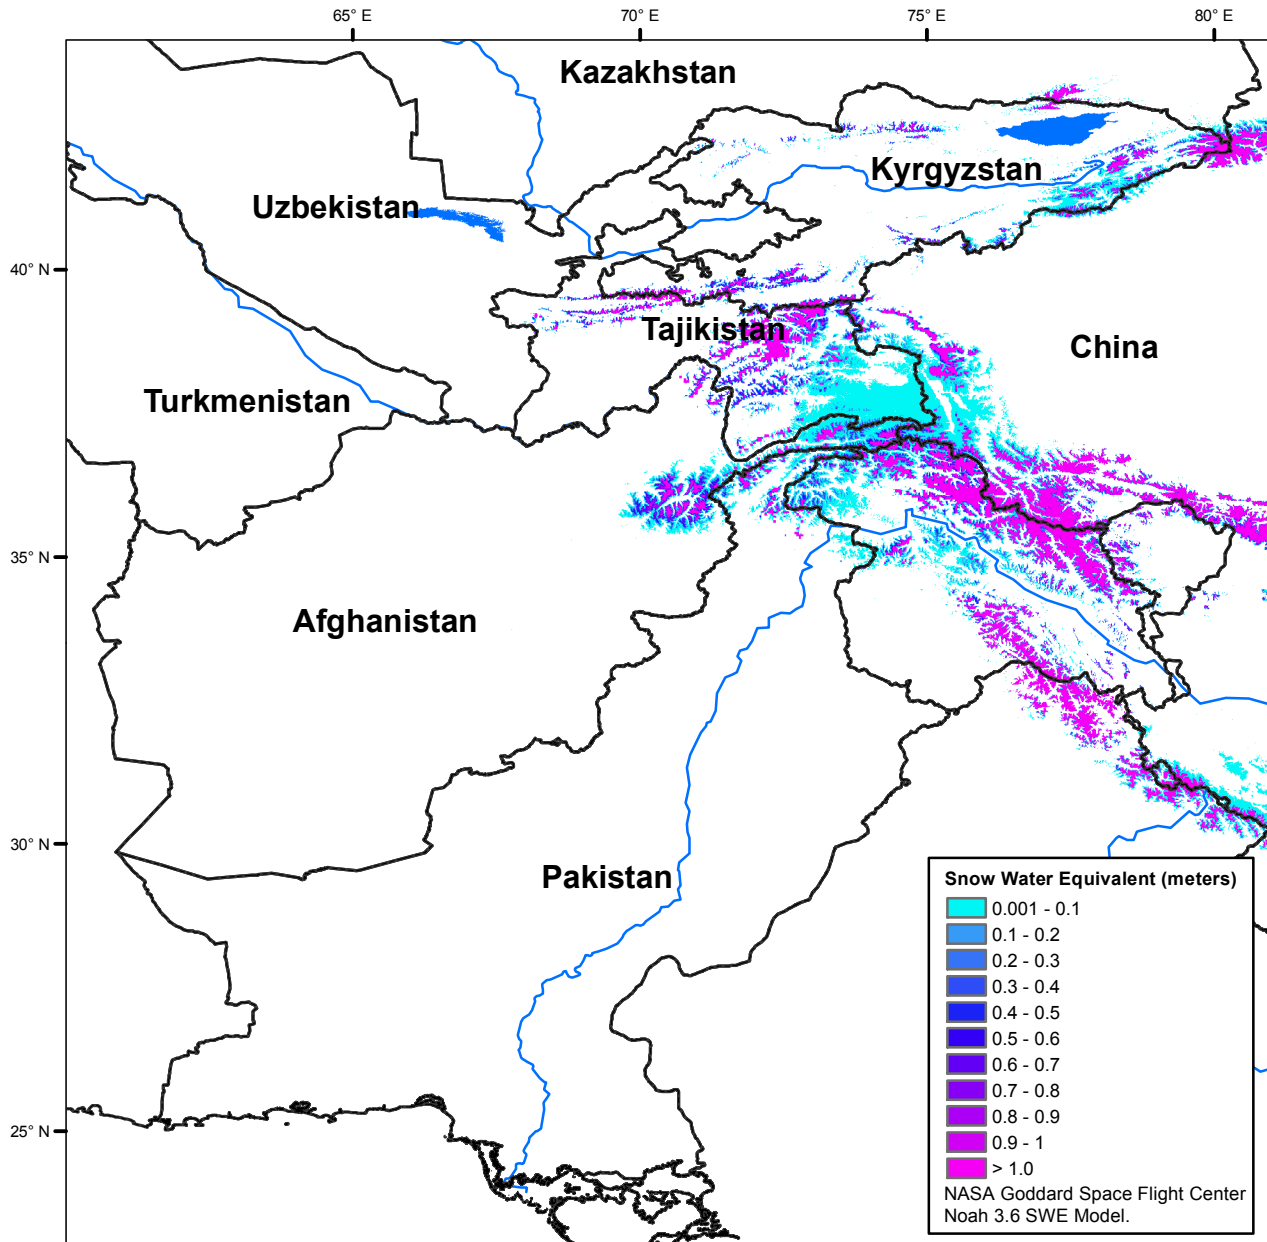 65° E
70° E
75° E
80° E
Kazakhstan
Kyrgyzstan
Uzbekistan
40° N
Tajikistan
China
Turkmenistan
35° N
Afghanistan
30° N
Pakistan
25° N
Snow Water Equivalent (meters)
0.001 - 0.1
0.1 - 0.2
0.2 - 0.3
0.3 - 0.4
0.4 - 0.5
0.5 - 0.6
0.6 - 0.7
0.7 - 0.8
0.8 - 0.9
0.9 - 1
> 1.0
NASA Goddard Space Flight Center
Noah 3.6 SWE Model.